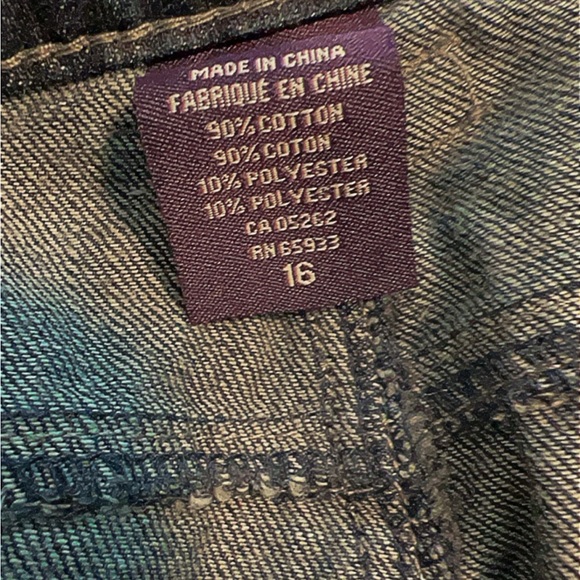 MADE IN CHINA
FABRIQUÉ EN CHINE
90% COTTON
90% COTON
10% POLYESTER
10% POLYESTER
CA 05262
RN 65933
16